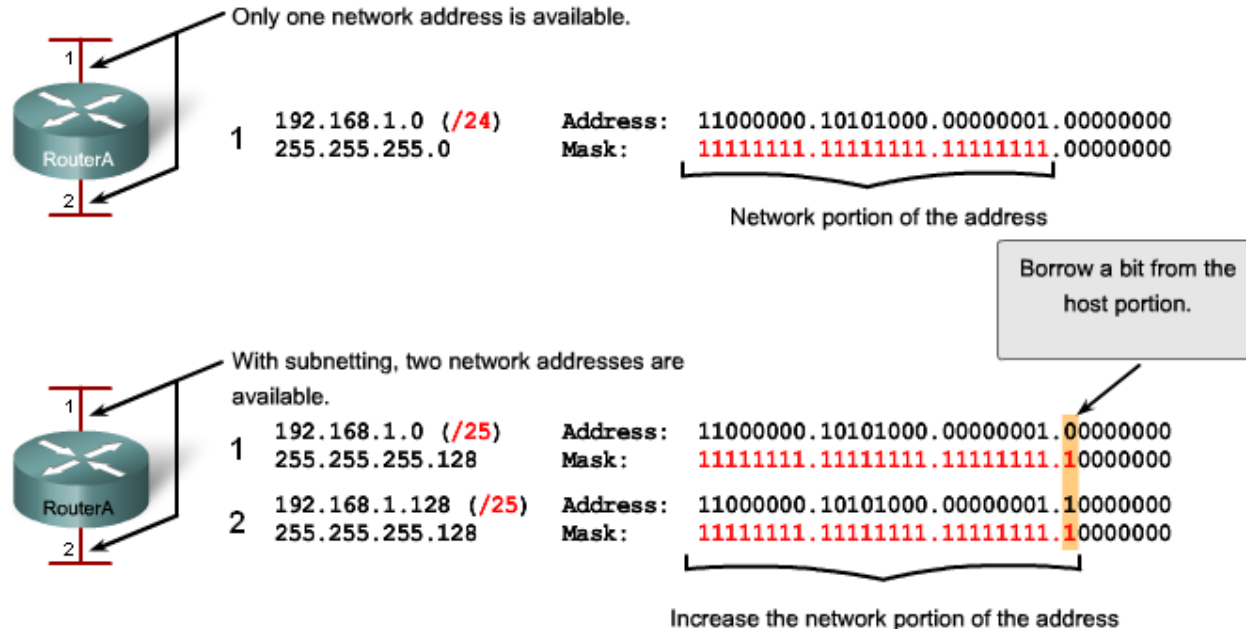 Only one network address is available.
1
RouterA
2
1 192.168.1.0 (/24) Address: 11000000.10101000.00000001.00000000
255.255.255.0 Mask: 11111111.11111111.11111111.00000000
Network portion of the address
Borrow a bit from the
host portion.
With subnetting, two network addresses are
available.
1
RouterA
2
1 192.168.1.0 (/25) Address: 11000000.10101000.00000001.00000000
255.255.255.128 Mask: 11111111.11111111.11111111.10000000
2 192.168.1.128 (/25) Address: 11000000.10101000.00000001.10000000
255.255.255.128 Mask: 11111111.11111111.11111111.10000000
Increase the network portion of the address